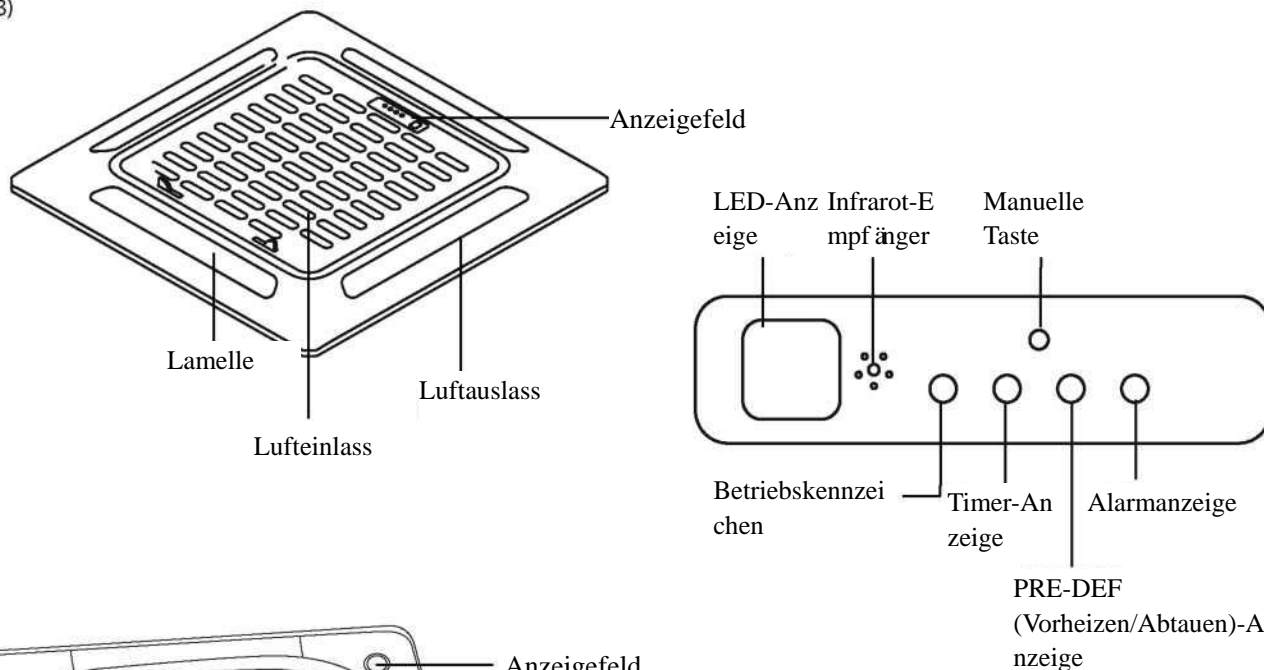 3)
Anzeigefeld
Lamelle
Luftauslass
Lufteinlass
LED-Anz
eige
Infrarot-E
mpf änger
Manuelle
Taste
Betriebskennzei
chen
Timer-An
zeige
Alarmanzeige
PRE-DEF
(Vorheizen/Abtauen)-A
nzeige
Anzeigefeld